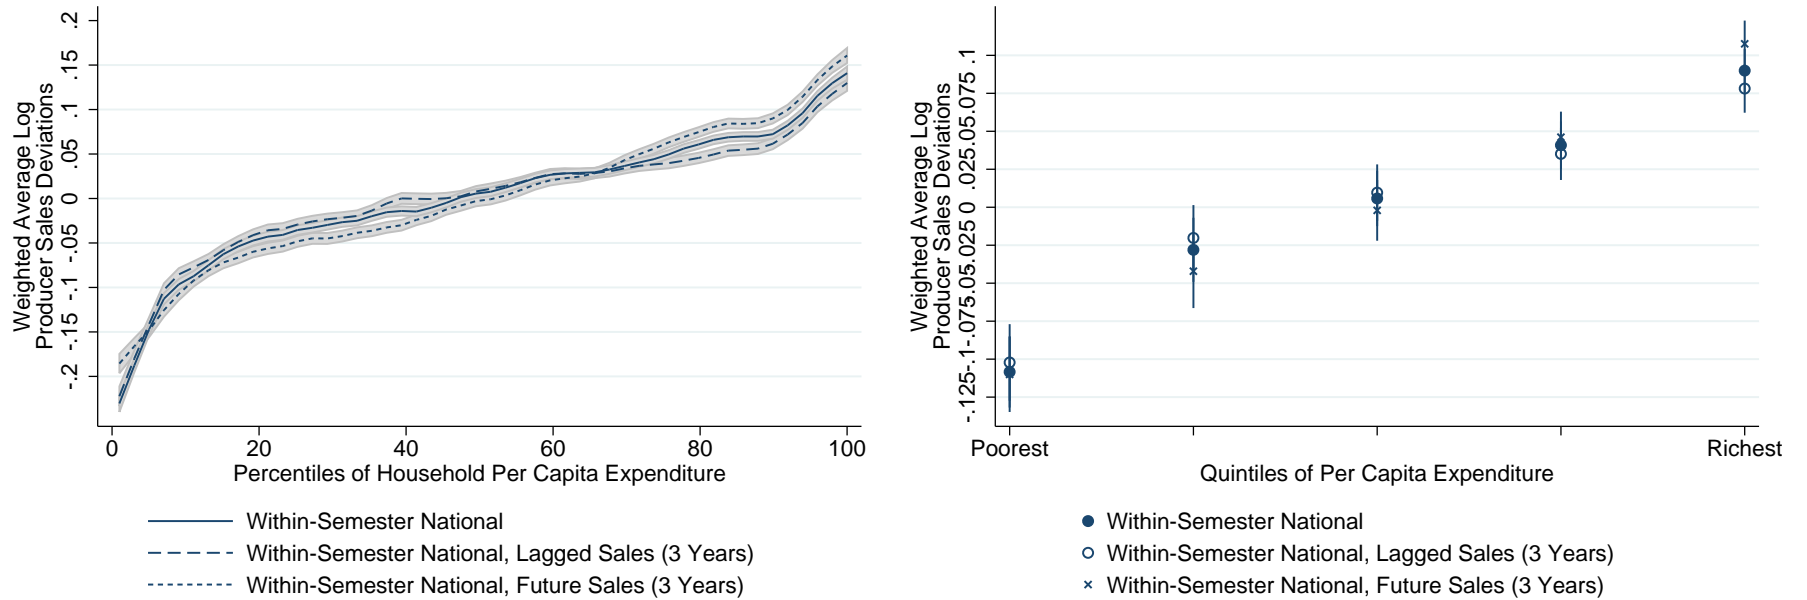 Weighted Average Log
Producer Sales Deviations
.2
.15
.1
.05
0
-.05
-.1
-.15
-.2
0 20 40 60 80 100
Percentiles of Household Per Capita Expenditure
Within-Semester National
Within-Semester National, Lagged Sales (3 Years)
Within-Semester National, Future Sales (3 Years)
Weighted Average Log
Producer Sales Deviations
-.125-.1-.075-.05-.025 0 .025.05.075 .1
Poorest Richest
Quintiles of Per Capita Expenditure
Within-Semester National
Within-Semester National, Lagged Sales (3 Years)
Within-Semester National, Future Sales (3 Years)